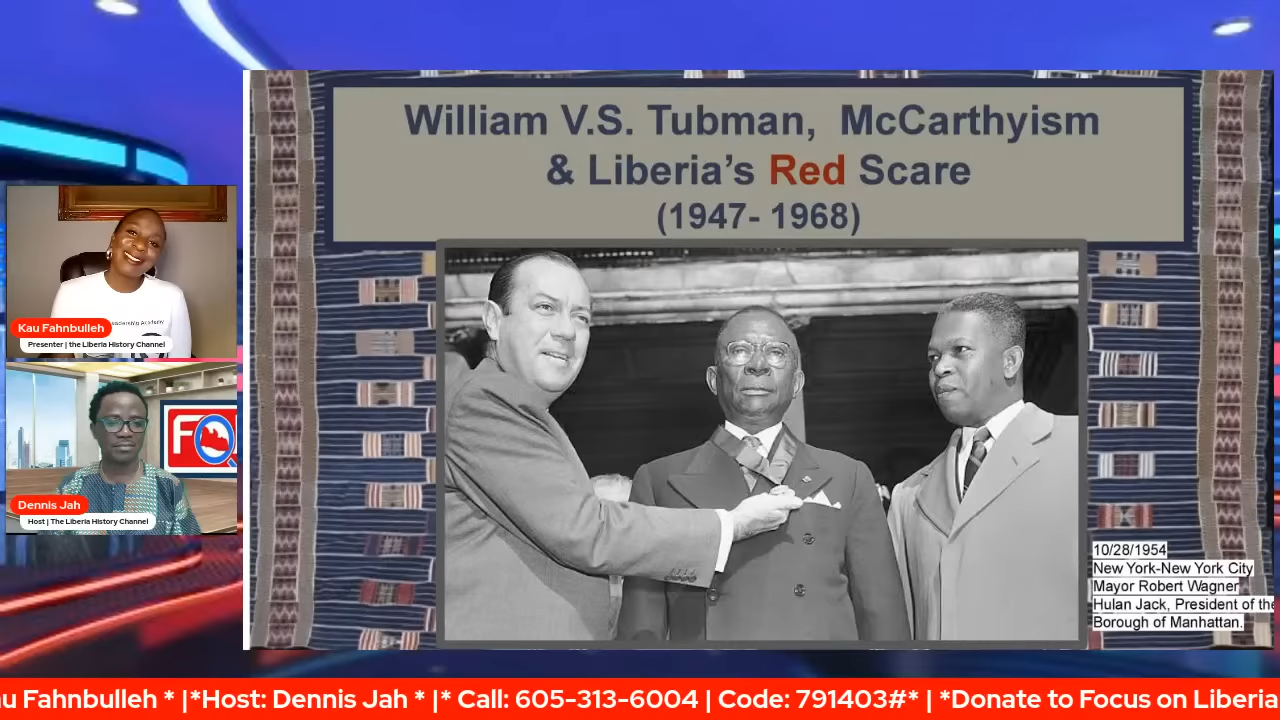 William V.S. Tubman, McCarthyism
& Liberia's Red Scare
(1947- 1968)
Kau Fahnbulleh
Presenter | the Liberia History Channel
Dennis Jah
Host | The Liberia History Channel
10/28/1954
New York-New York City
Mayor Robert Wagner
Hulan Jack, President of the
Borough of Manhattan.
au Fahnbulleh * |*Host: Dennis Jah * |* Call: 605-313-6004 | Code: 791403#* | *Donate to Focus on Liberia